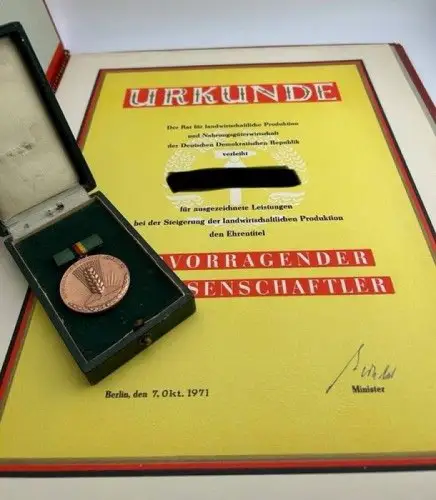 URKUNDE
Der Rat für landwirtschaftliche Produktion
und Nahrungsgüterwirtschaft
der Deutschen Demokratischen Republik
verleiht
für ausgezeichnete Leistungen
bei der Steigerung der landwirtschaftlichen Produktion
den Ehrentitel
VORRAGENDER
SENSCHAFTLER
Berlin, den 7. Okt. 1971
Minister